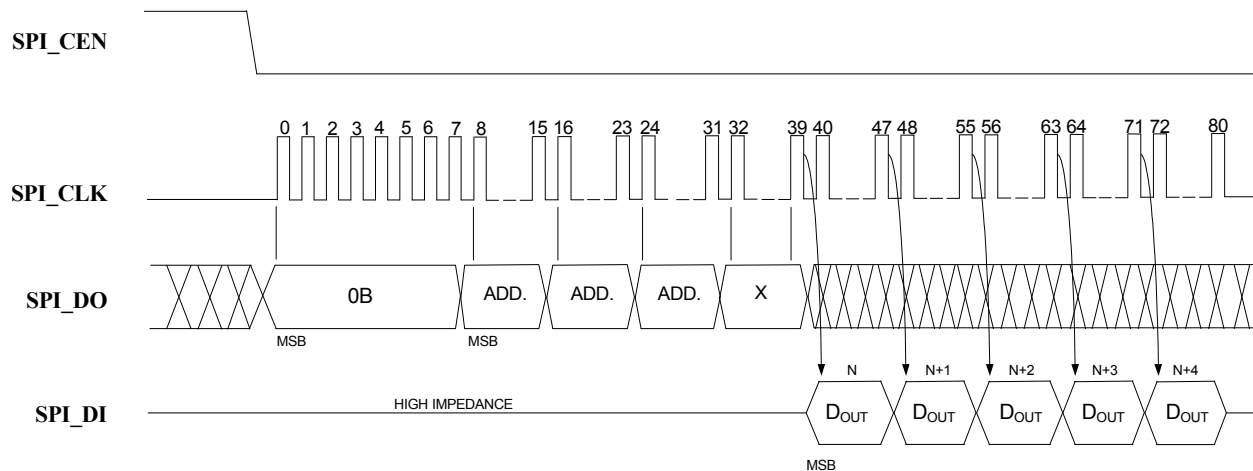 SPI_CEN
0 1 2 3 4 5 6 7 8 15 16 23 24 31 32 39 40 47 48 55 56 63 64 71 72 80
SPI_CLK
SPI_DO
0B ADD. ADD. ADD. X
MSB MSB
N N+1 N+2 N+3 N+4
SPI_DI
HIGH IMPEDANCE
DOUT DOUT DOUT DOUT DOUT
MSB